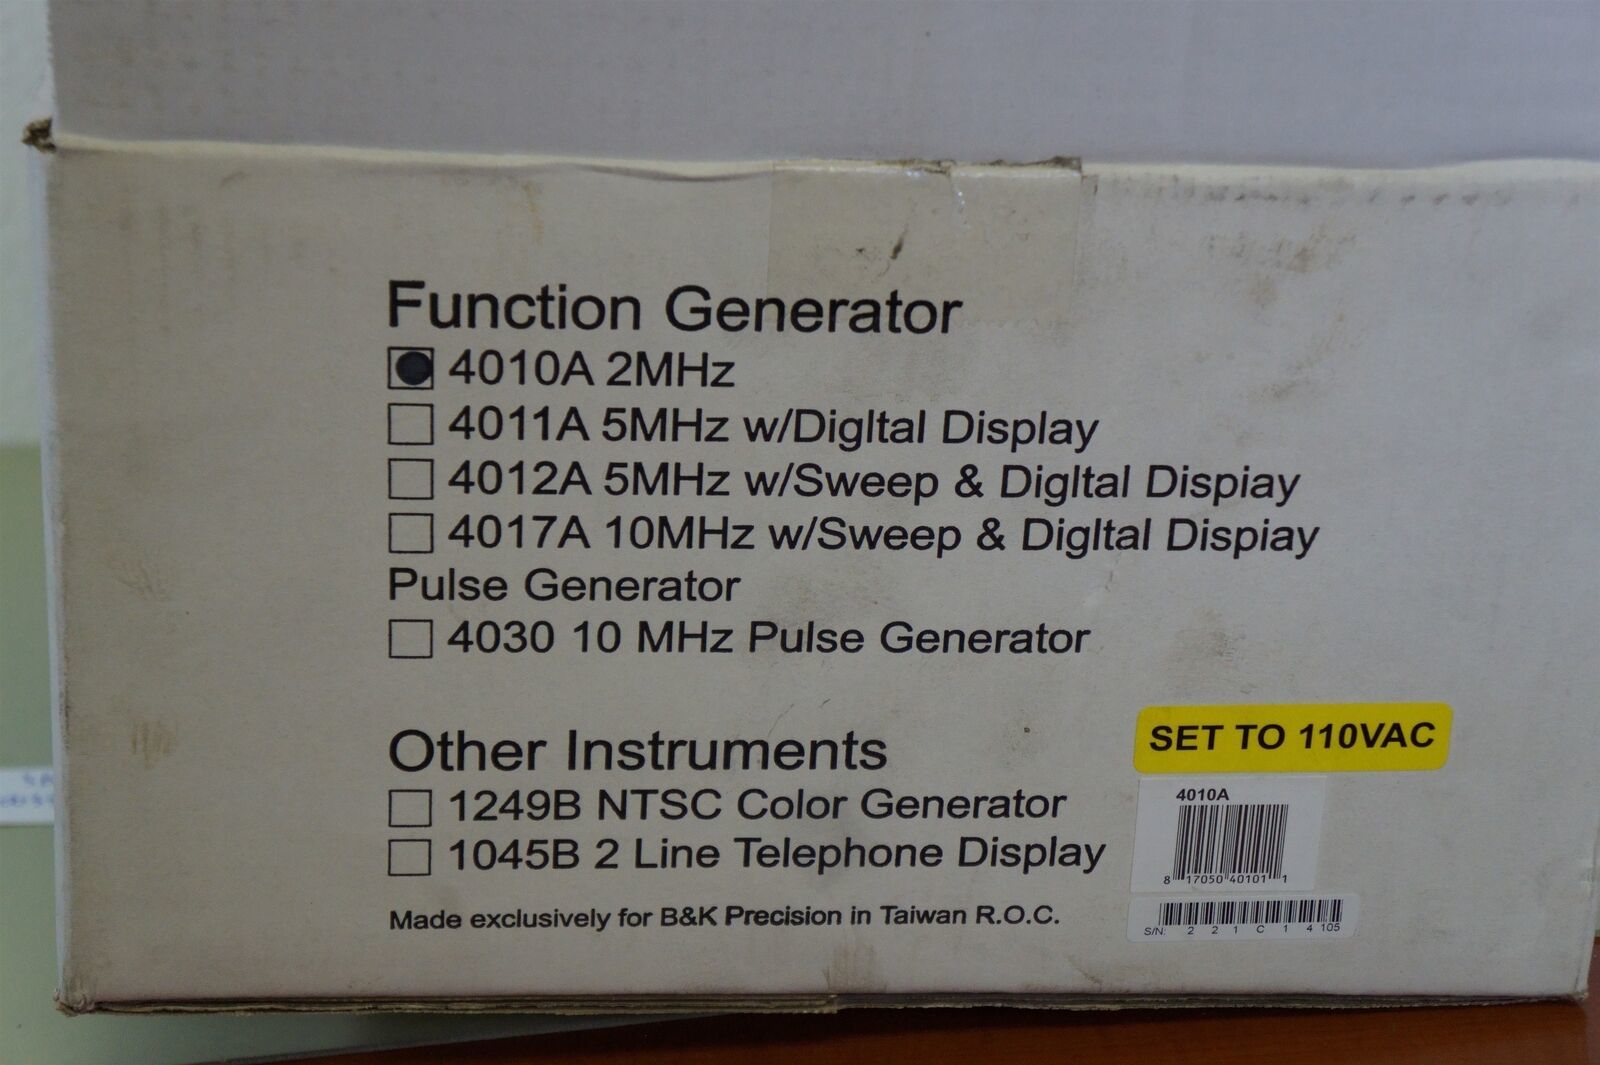 Function Generator
4010A 2MHz
4011A 5MHz w/DigItal Display
4012A 5MHz w/Sweep & DigItal Dispiay
4017A 10MHz w/Sweep & DigItal Dispiay
Pulse Generator
4030 10 MHz Pulse Generator
Other Instruments
1249B NTSC Color Generator
1045B 2 Line Telephone Display
Made exclusively for B&K Precision in Taiwan R.O.C.
SET TO 110VAC
4010A
8 17050 40101 1
S/N: 2 2 1 C 1 4 105